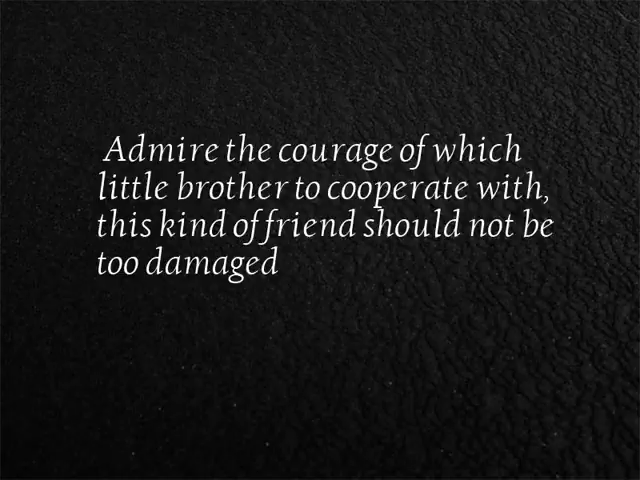 Admire the courage of which
little brother to cooperate with,
this kind of friend should not be
too damaged